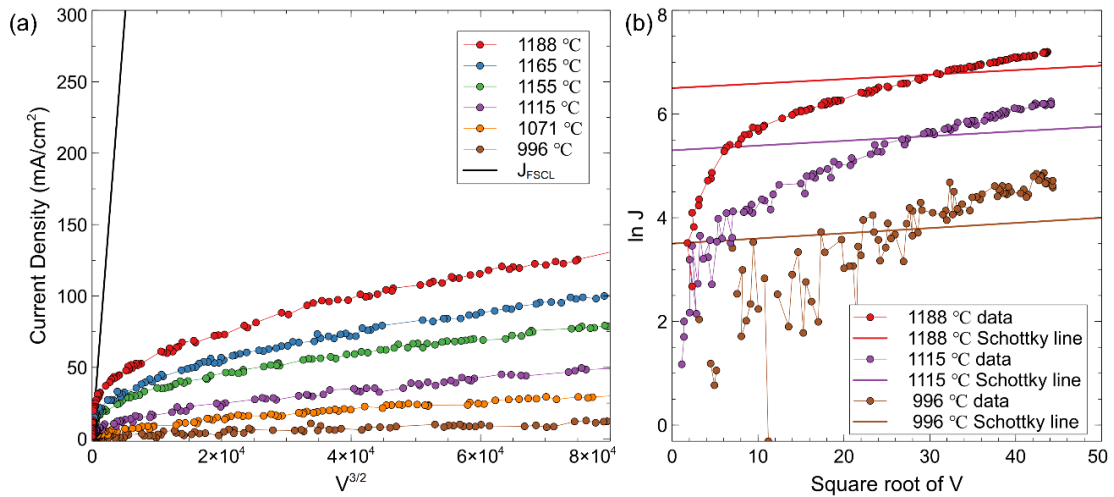 (a)
300
250
200
150
100
50
0
Current Density (mA/cm²)
0
2×10⁴
4×10⁴
6×10⁴
8×10⁴
V³ᐟ²
1188 ℃
1165 ℃
1155 ℃
1115 ℃
1071 ℃
996 ℃
J_FSCL
(b)
8
6
4
2
0
ln J
0
10
20
30
40
50
Square root of V
1188 ℃ data
1188 ℃ Schottky line
1115 ℃ data
1115 ℃ Schottky line
996 ℃ data
996 ℃ Schottky line